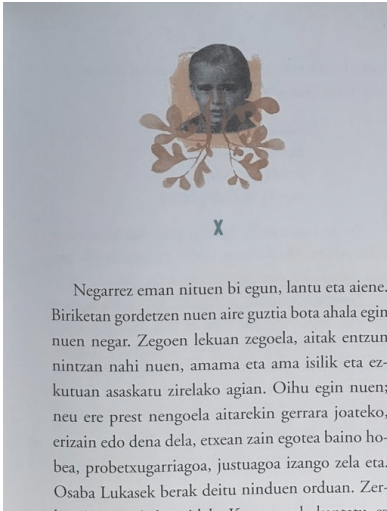 X
Negarrez eman nituen bi egun, lantu eta aiene.
Biriketan gordetzen nuen aire guztia bota ahala egin
nuen negar. Zegoen lekuan zegoela, aitak entzun
nintzan nahi nuen, amama eta ama isilik eta ez-
kutuan asaskatu zirelako agian. Oihu egin nuen;
neu ere prest nengoela aitarekin gerrara joateko,
erizain edo dena dela, etxean zain egotea baino ho-
bea, probetxugarriagoa, justuagoa izango zela eta.
Osaba Lukasek berak deitu ninduen orduan. Zer-